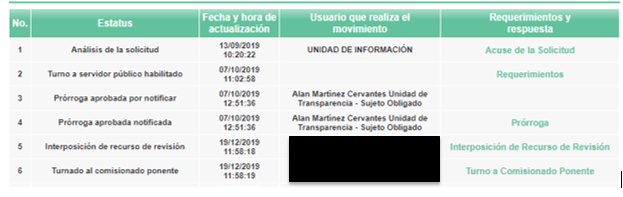 No. Estatus Fecha y hora de actualización Usuario que realiza el movimiento Requerimientos y respuesta
1 Análisis de la solicitud 13/09/2019 10:20:22 UNIDAD DE INFORMACIÓN Acuse de la Solicitud
2 Turno a servidor público habilitado 07/10/2019 11:02:58 Requerimientos
3 Prórroga aprobada por notificar 07/10/2019 12:51:36 Alan Martínez Cervantes Unidad de Transparencia - Sujeto Obligado
4 Prórroga aprobada notificada 07/10/2019 12:51:36 Alan Martínez Cervantes Unidad de Transparencia - Sujeto Obligado Prórroga
5 Interposición de recurso de revisión 19/12/2019 11:58:18 Interposición de Recurso de Revisión
6 Turnado al comisionado ponente 19/12/2019 11:58:19 Turno a Comisionado Ponente